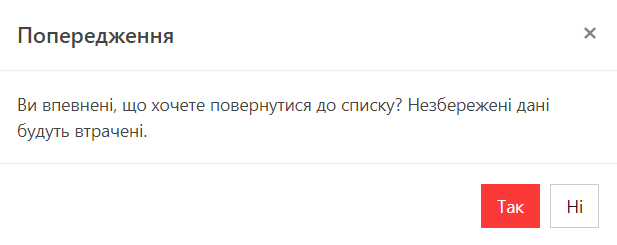 Попередження
Ви впевнені, що хочете повернутися до списку? Незбережені дані
будуть втрачені.
Так
Ні